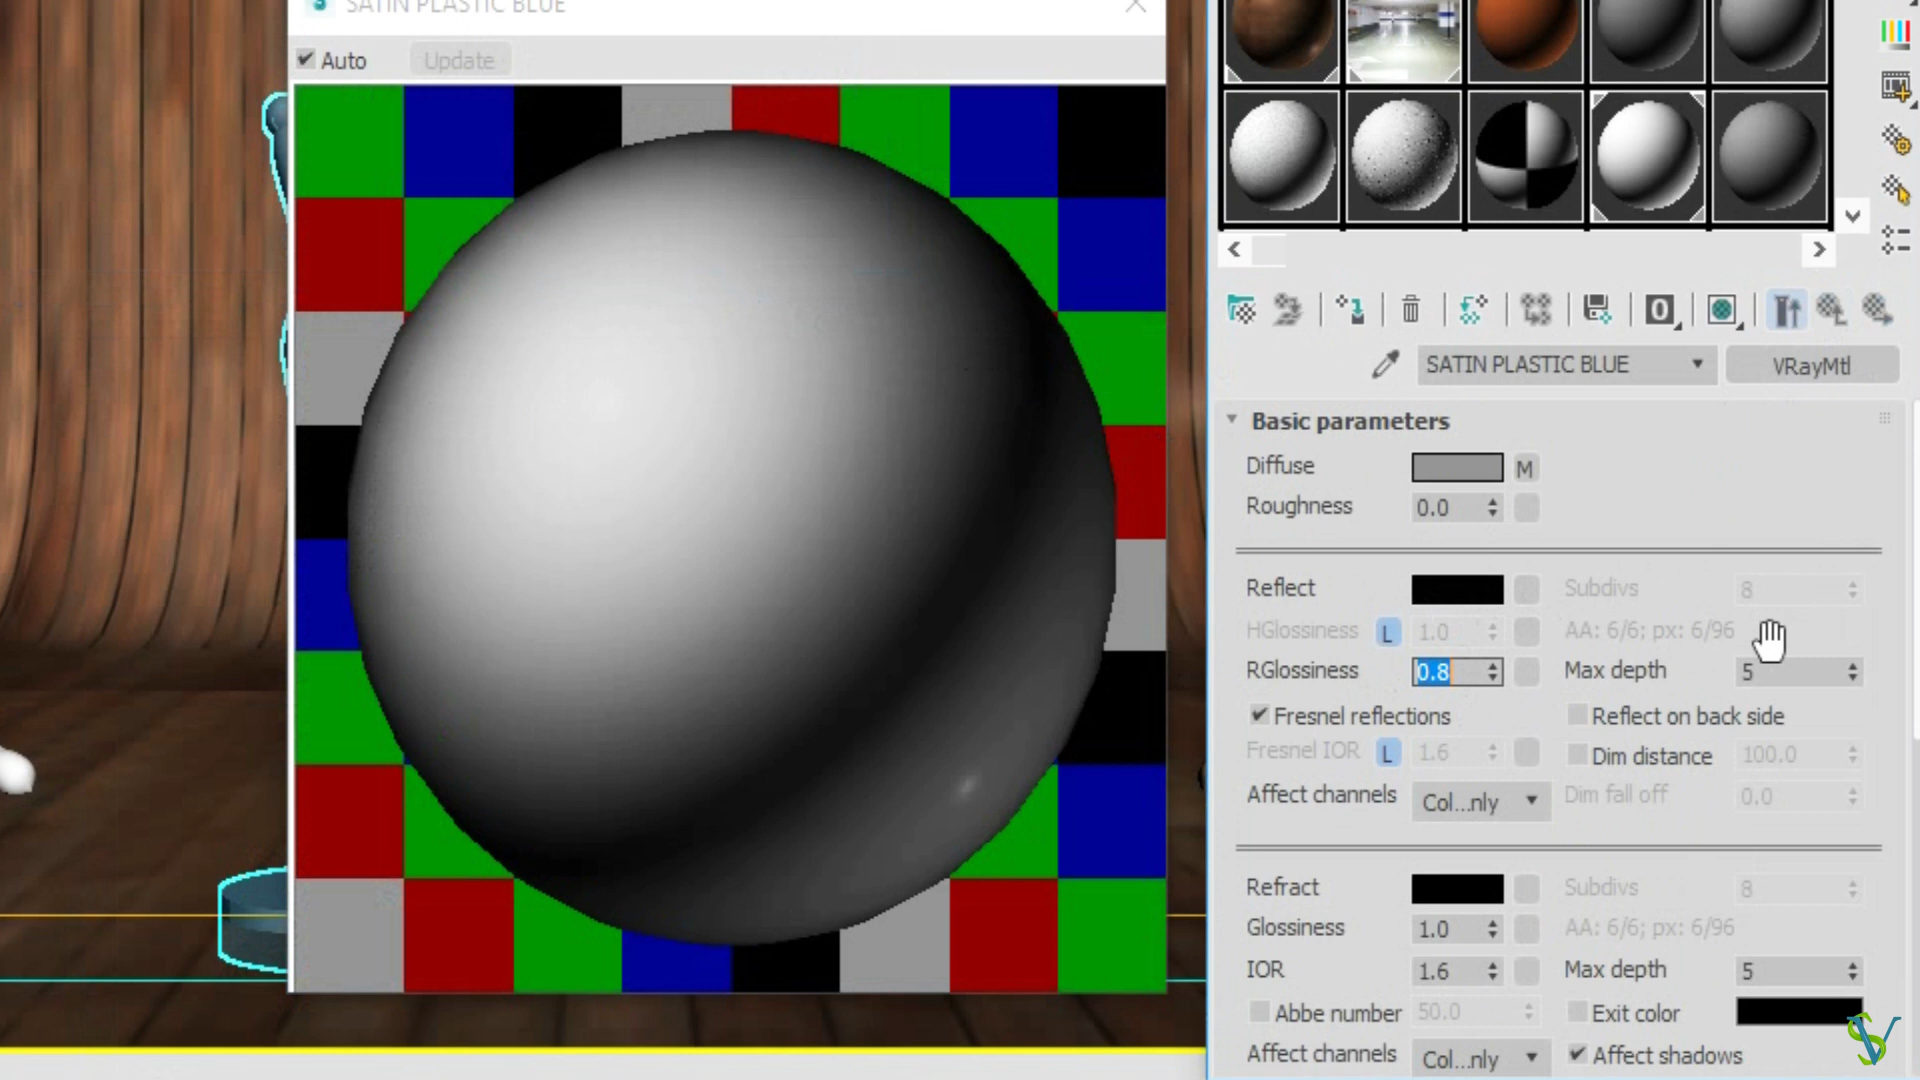 SATIN PLASTIC BLUE
Auto
Update
0
SATIN PLASTIC BLUE
VRayMtl
Basic parameters
Diffuse
M
Roughness
0.0
Reflect
Subdivs
8
HGlossiness
L
1.0
AA: 6/6; px: 6/96
RGlossiness
0.8
Max depth
5
Fresnel reflections
Reflect on back side
Fresnel IOR
L
1.6
Dim distance
100.0
Affect channels
Col...nly
Dim fall off
0.0
Refract
Subdivs
8
Glossiness
1.0
AA: 6/6; px: 6/96
IOR
1.6
Max depth
5
Abbe number
50.0
Exit color
Affect channels
Col...nly
Affect shadows
SV